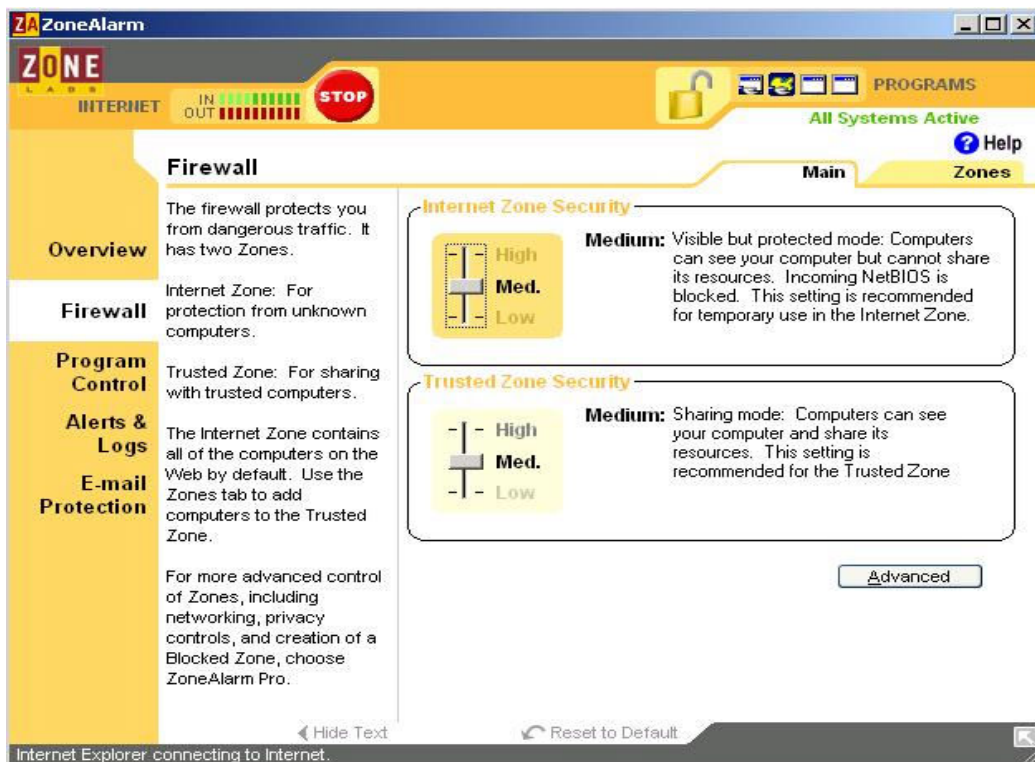 ZA ZoneAlarm
ZONE
LABS
INTERNET
IN
OUT
STOP
PROGRAMS
All Systems Active
? Help
Firewall
Main
Zones
Overview
Firewall
Program
Control
Alerts &
Logs
E-mail
Protection
The firewall protects you
from dangerous traffic. It
has two Zones.
Internet Zone: For
protection from unknown
computers.
Trusted Zone: For sharing
with trusted computers.
The Internet Zone contains
all of the computers on the
Web by default. Use the
Zones tab to add
computers to the Trusted
Zone.
For more advanced control
of Zones, including
networking, privacy
controls, and creation of a
Blocked Zone, choose
ZoneAlarm Pro.
Internet Zone Security
High
Med.
Low
Medium: Visible but protected mode: Computers
can see your computer but cannot share
its resources. Incoming NetBIOS is
blocked. This setting is recommended
for temporary use in the Internet Zone.
Trusted Zone Security
High
Med.
Low
Medium: Sharing mode: Computers can see
your computer and share its
resources. This setting is
recommended for the Trusted Zone
Advanced
Hide Text
Reset to Default
Internet Explorer connecting to Internet.